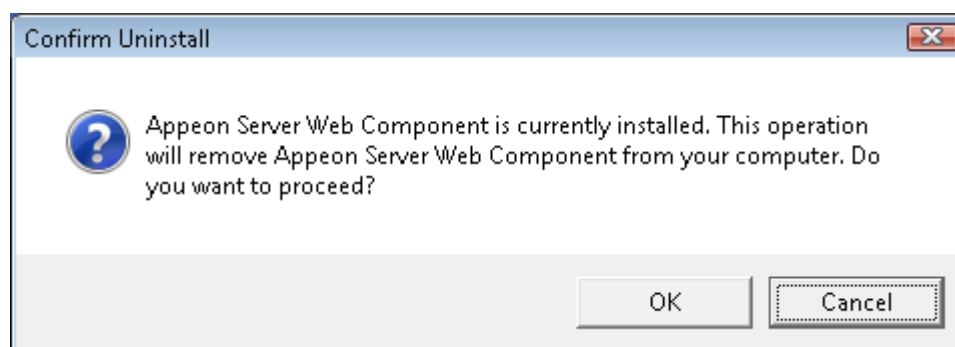 Confirm Uninstall
Appeon Server Web Component is currently installed. This operation
will remove Appeon Server Web Component from your computer. Do
you want to proceed?
OK
Cancel